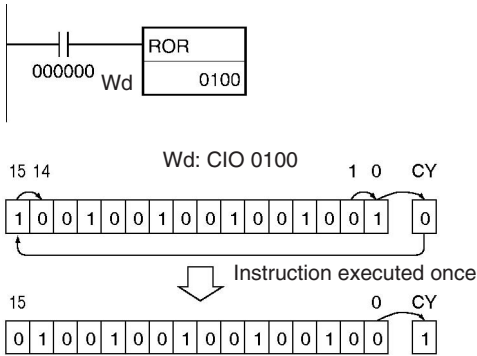 ROR
000000 Wd 0100
Wd: CIO 0100
15 14 1 0 CY
1 0 0 1 0 0 1 0 0 1 0 0 1 0 0 1 0
Instruction executed once
15 0 CY
0 1 0 0 1 0 0 1 0 0 1 0 0 1 0 0 1